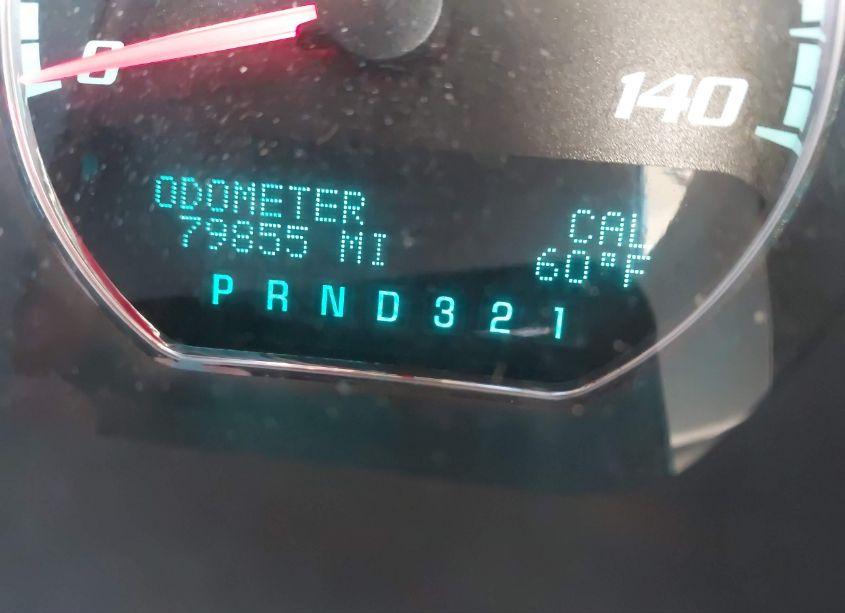 0
140
ODOMETER
79855 MI
CAL
60°F
P R N D 3 2 1